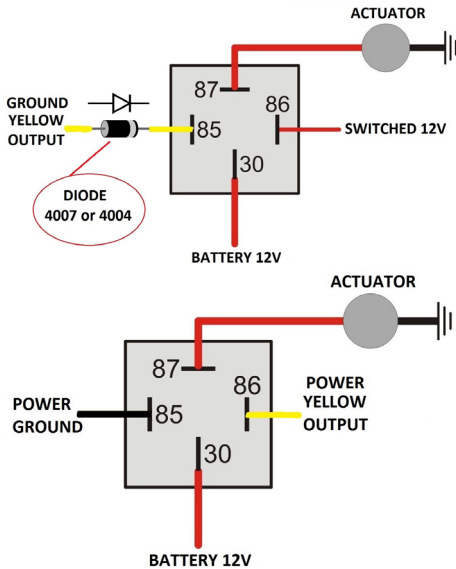 ACTUATOR
87
86
GROUND
YELLOW
OUTPUT
85
SWITCHED 12V
30
DIODE
4007 or 4004
BATTERY 12V
ACTUATOR
87
86
POWER
YELLOW
OUTPUT
POWER
GROUND
85
30
BATTERY 12V